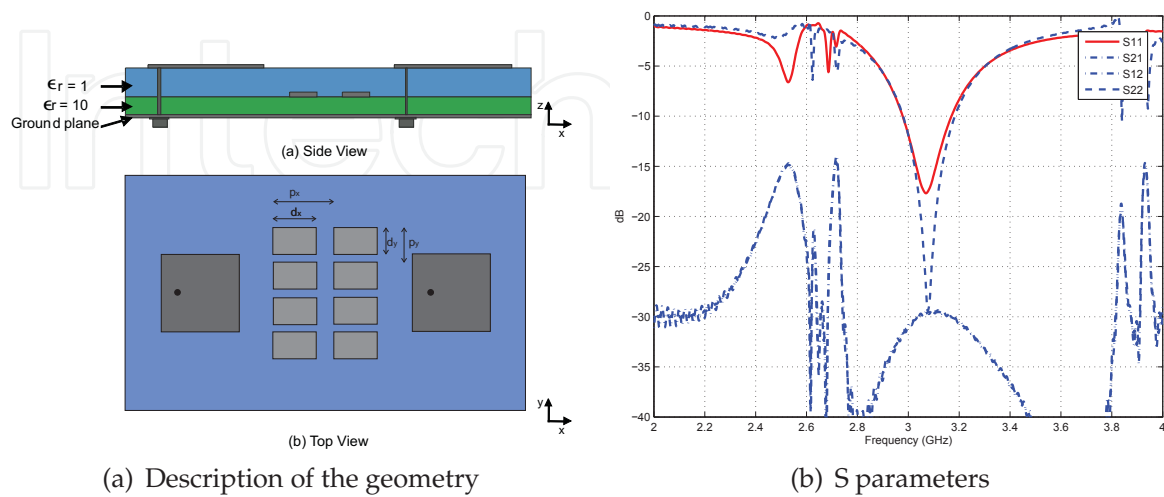 Intech
ϵr = 1
ϵr = 10
Ground plane
z
x
(a) Side View
px
dx
dy
py
y
x
(b) Top View
(a) Description of the geometry
0
−5
−10
−15
−20
−25
−30
−35
−40
dB
2
2.2
2.4
2.6
2.8
3
3.2
3.4
3.6
3.8
4
Frequency (GHz)
S11
S21
S12
S22
(b) S parameters